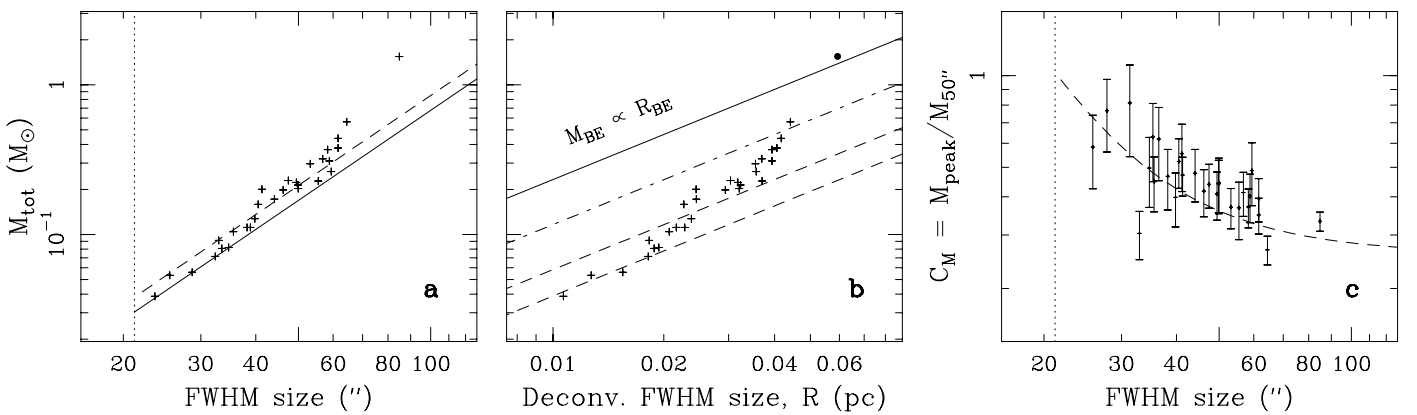 M_tot (M_⊙)
1
10^-1
a
20 30 40 60 80 100
FWHM size (″)
M_BE ∝ R_BE
b
0.01 0.02 0.04 0.06
Deconv. FWHM size, R (pc)
C_M = M_peak/M_50″
1
c
20 30 40 60 80 100
FWHM size (″)